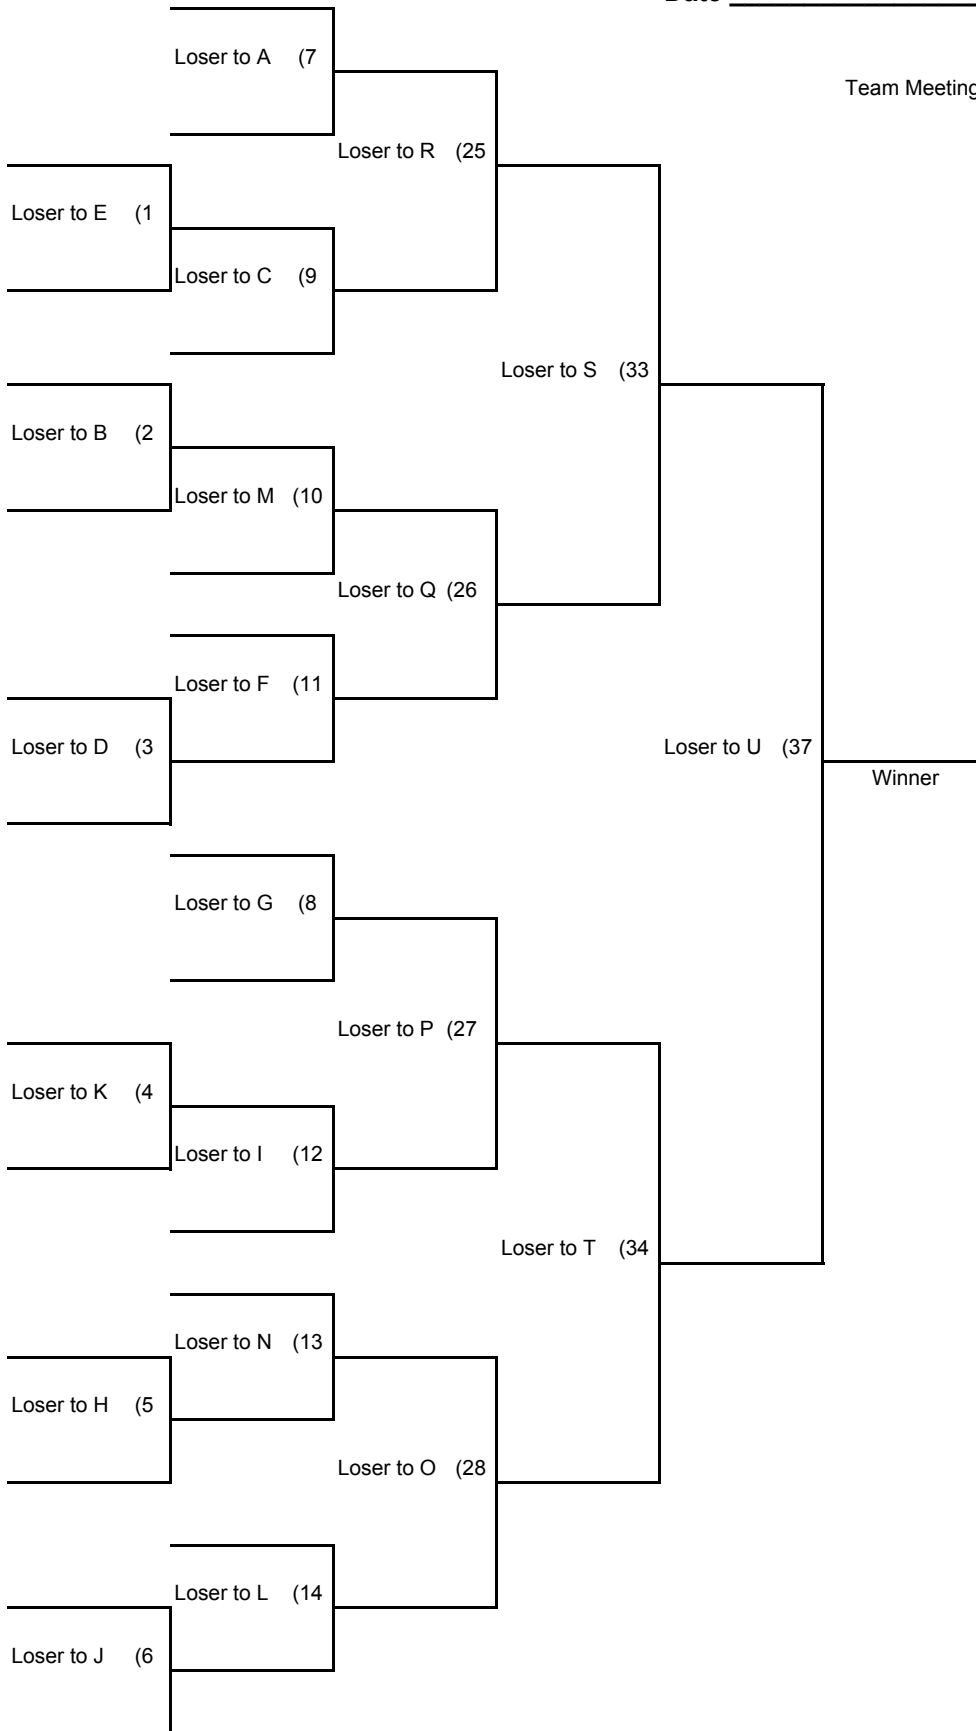 Date
Loser to A (7
Team Meeting
Loser to R (25
Loser to E (1
Loser to C (9
Loser to S (33
Loser to B (2
Loser to M (10
Loser to Q (26
Loser to F (11
Loser to D (3
Loser to U (37
Winner
Loser to G (8
Loser to P (27
Loser to K (4
Loser to I (12
Loser to T (34
Loser to N (13
Loser to H (5
Loser to O (28
Loser to L (14
Loser to J (6